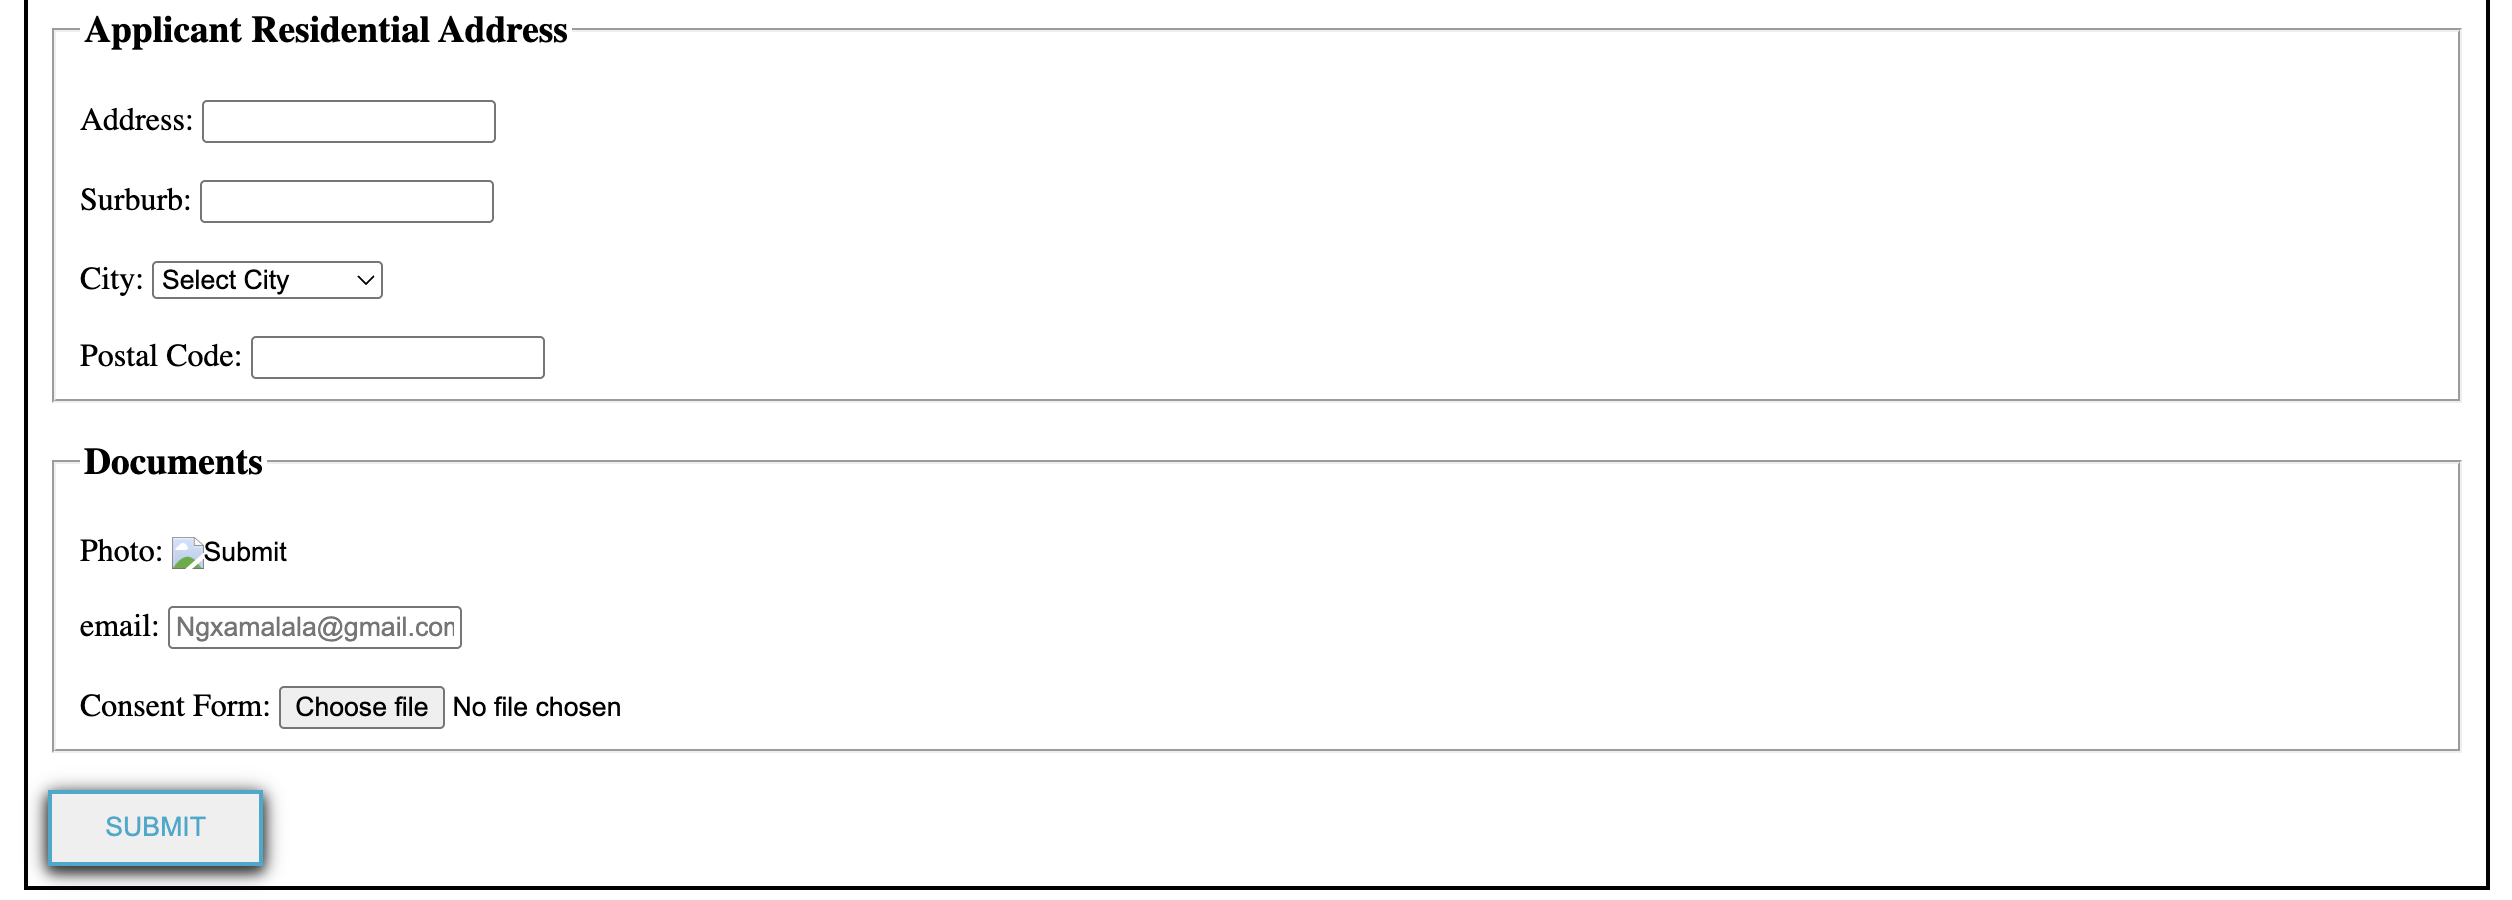 Applicant Residential Address
Address:
Surburb:
City: Select City
Postal Code:
Documents
Photo: Submit
email: Ngxamalala@gmail.con
Consent Form: Choose file No file chosen
SUBMIT